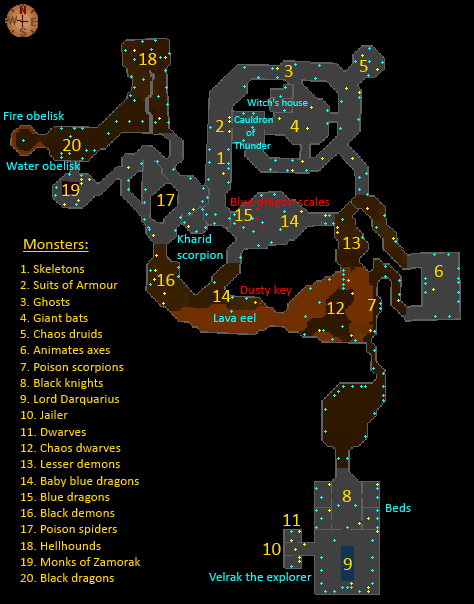 N
W E
S
18
5
3
Witch's house
Fire obelisk
2
Cauldron
of
Thunder
4
20
Water obelisk
1
19
17
Blue dragon scales
15
14
Monsters:
Kharid
scorpion
13
1. Skeletons
2. Suits of Armour
3. Ghosts
4. Giant bats
5. Chaos druids
6. Animates axes
7. Poison scorpions
8. Black knights
9. Lord Darquarius
10. Jailer
11. Dwarves
12. Chaos dwarves
13. Lesser demons
14. Baby blue dragons
15. Blue dragons
16. Black demons
17. Poison spiders
18. Hellhounds
19. Monks of Zamorak
20. Black dragons
16
14
Dusty key
6
12
7
Lava eel
8
Beds
11
10
9
Velrak the explorer